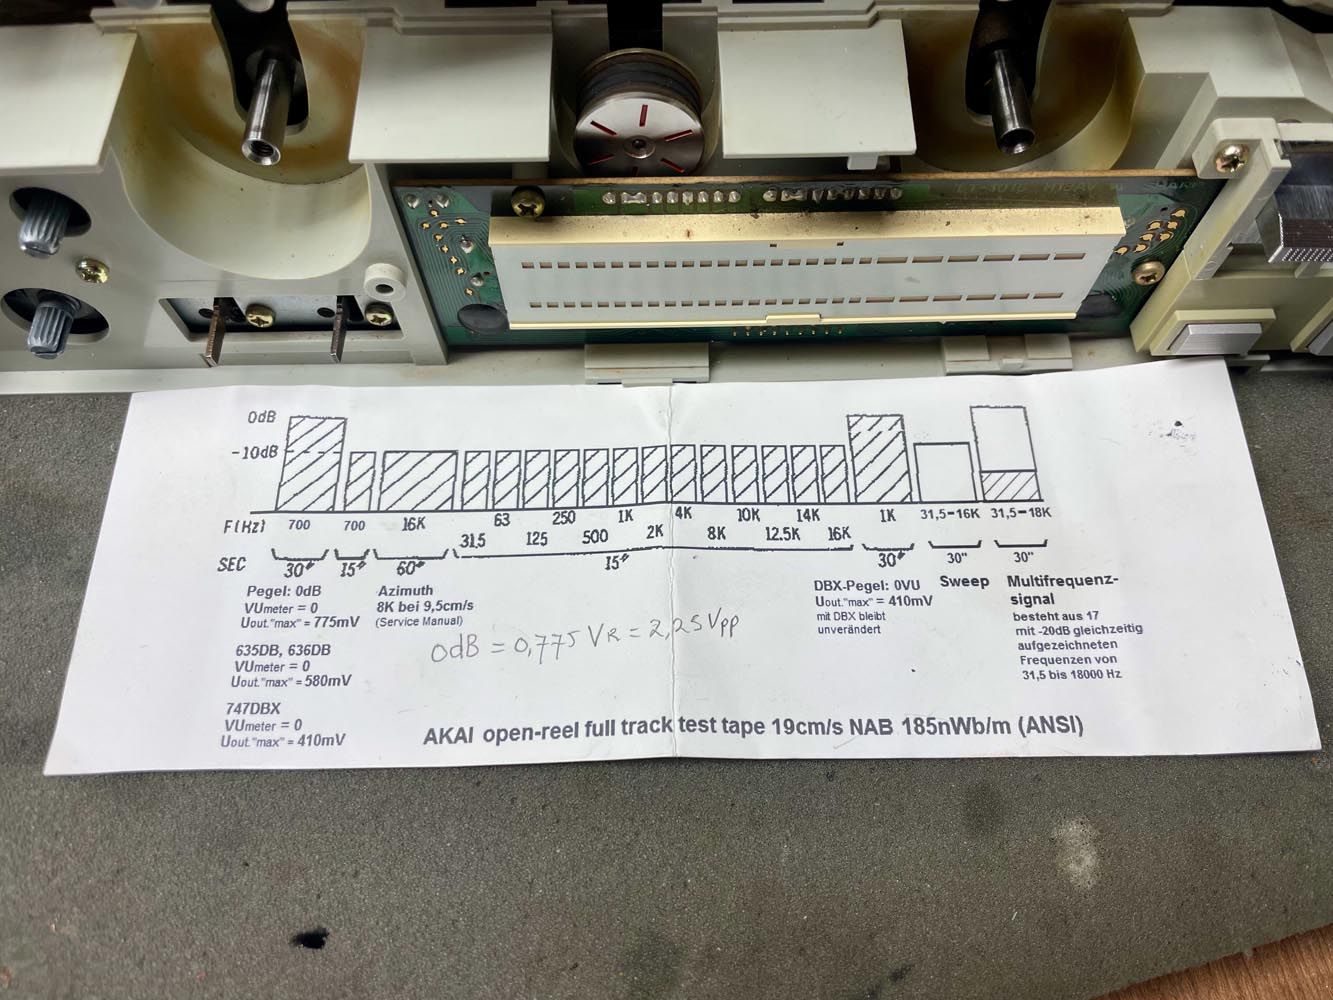 0dB
-10dB
F(Hz) 700 700 16K 31.5 63 125 250 500 1K 2K 4K 8K 10K 12.5K 14K 16K 1K 31,5-16K 31,5-18K
SEC 30" 15" 60" 15" 30" 30" 30"
Pegel: 0dB
VUmeter = 0
Uout."max" = 775mV
635DB, 636DB
VUmeter = 0
Uout."max" = 580mV
747DBX
VUmeter = 0
Uout."max" = 410mV
Azimuth
8K bei 9,5cm/s
(Service Manual)
0dB = 0,775 VR = 2,25 Vpp
DBX-Pegel: 0VU
Uout."max" = 410mV
mit DBX bleibt
unverändert
Sweep
Multifrequenz-
signal
besteht aus 17
mit -20dB gleichzeitig
aufgezeichneten
Frequenzen von
31,5 bis 18000 Hz
AKAI open-reel full track test tape 19cm/s NAB 185nWb/m (ANSI)